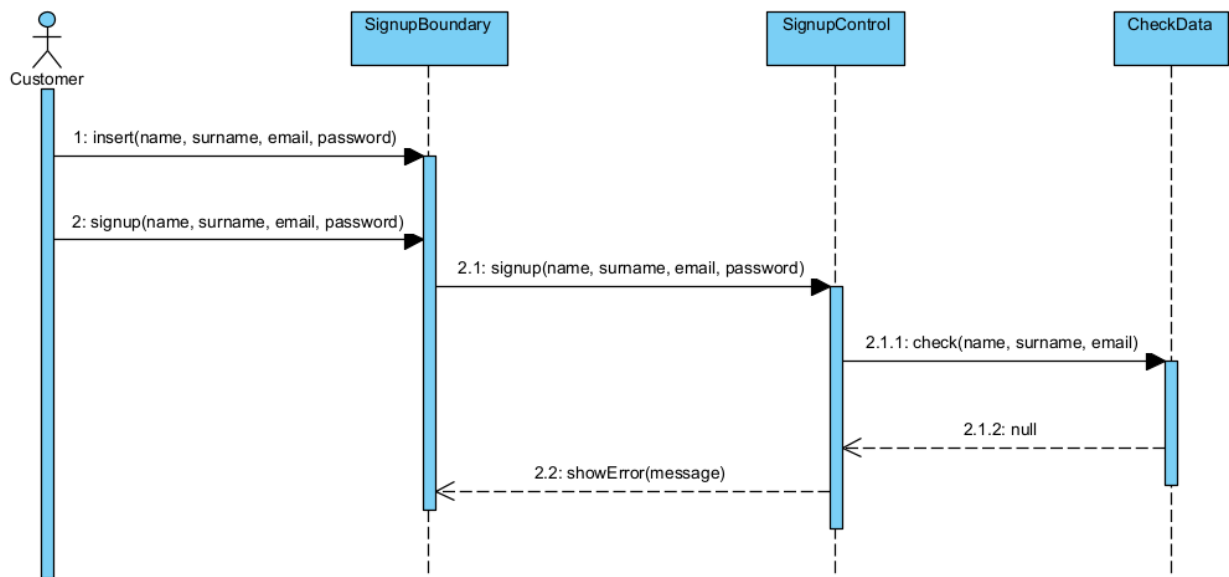 SignupBoundary
SignupControl
CheckData
Customer
1: insert(name, surname, email, password)
2: signup(name, surname, email, password)
2.1: signup(name, surname, email, password)
2.1.1: check(name, surname, email)
2.1.2: null
2.2: showError(message)